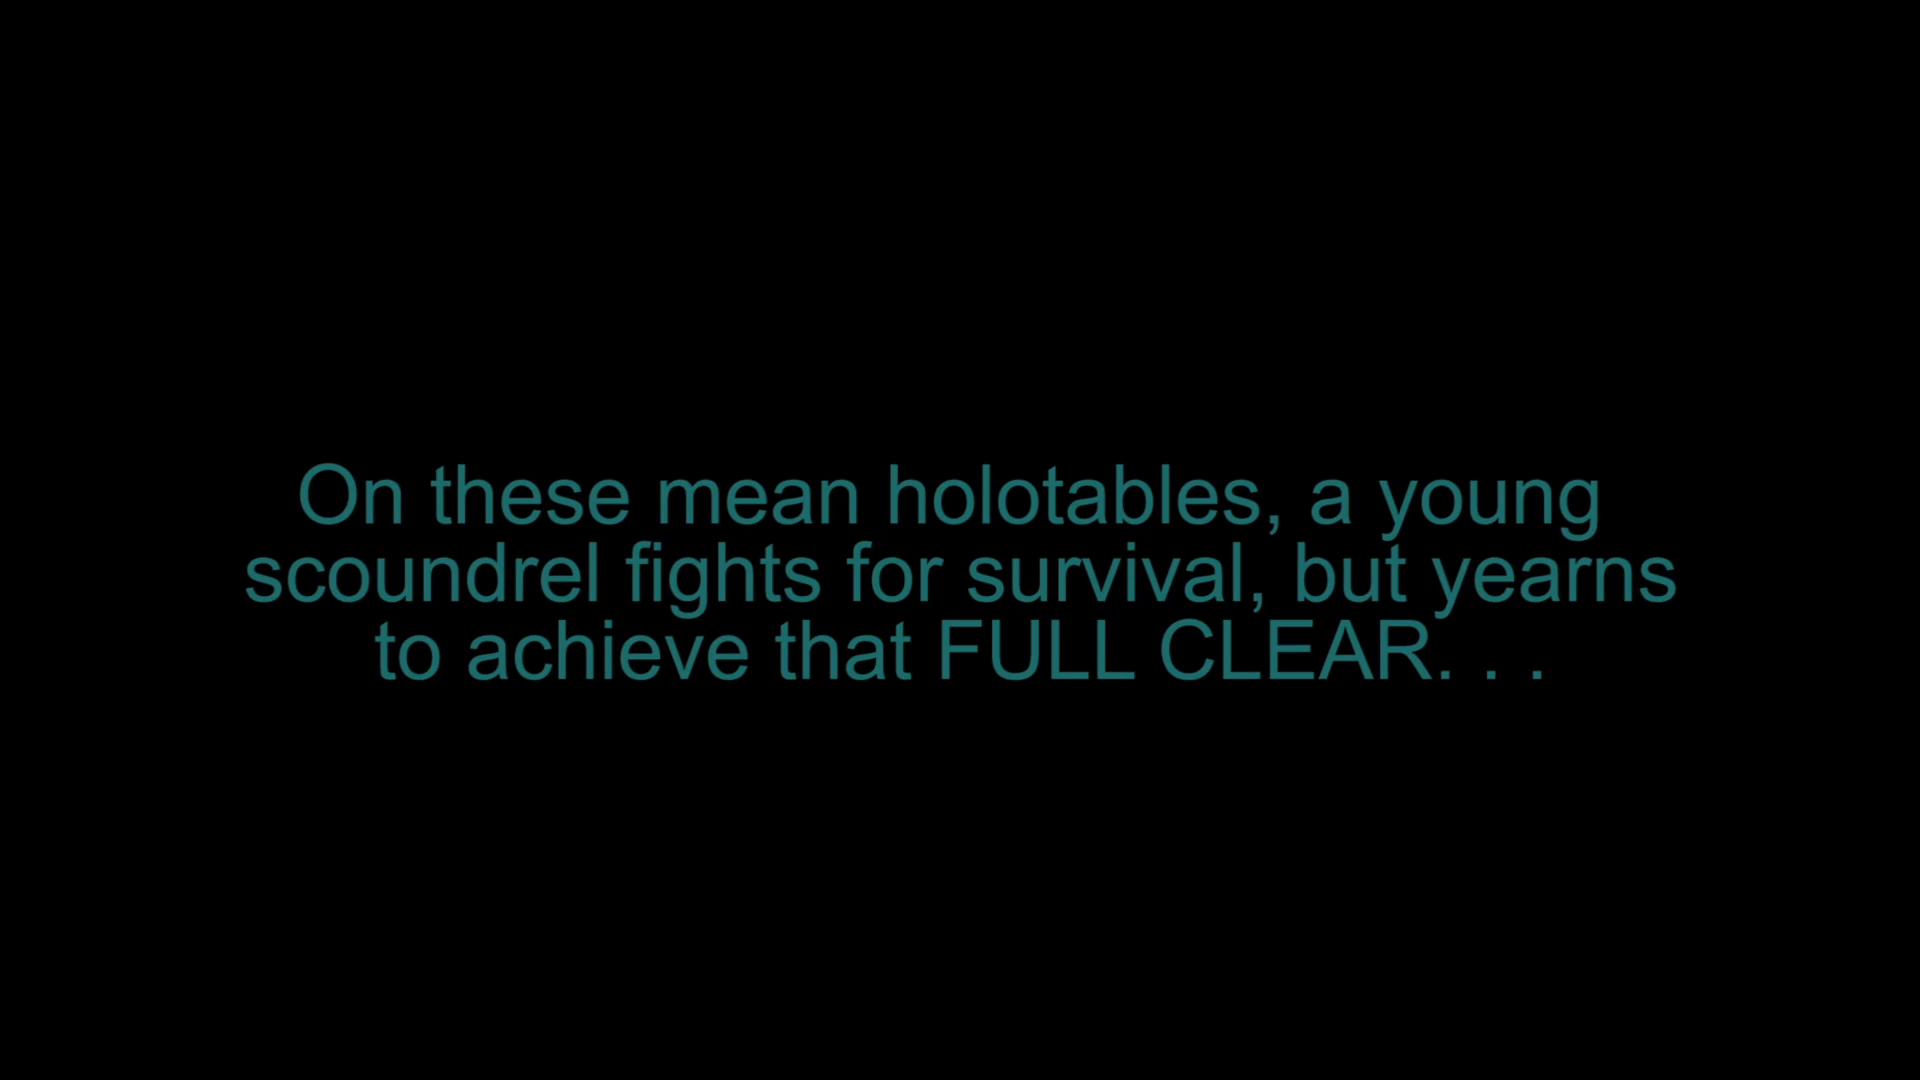 On these mean holotables, a young
scoundrel fights for survival, but yearns
to achieve that FULL CLEAR. . .